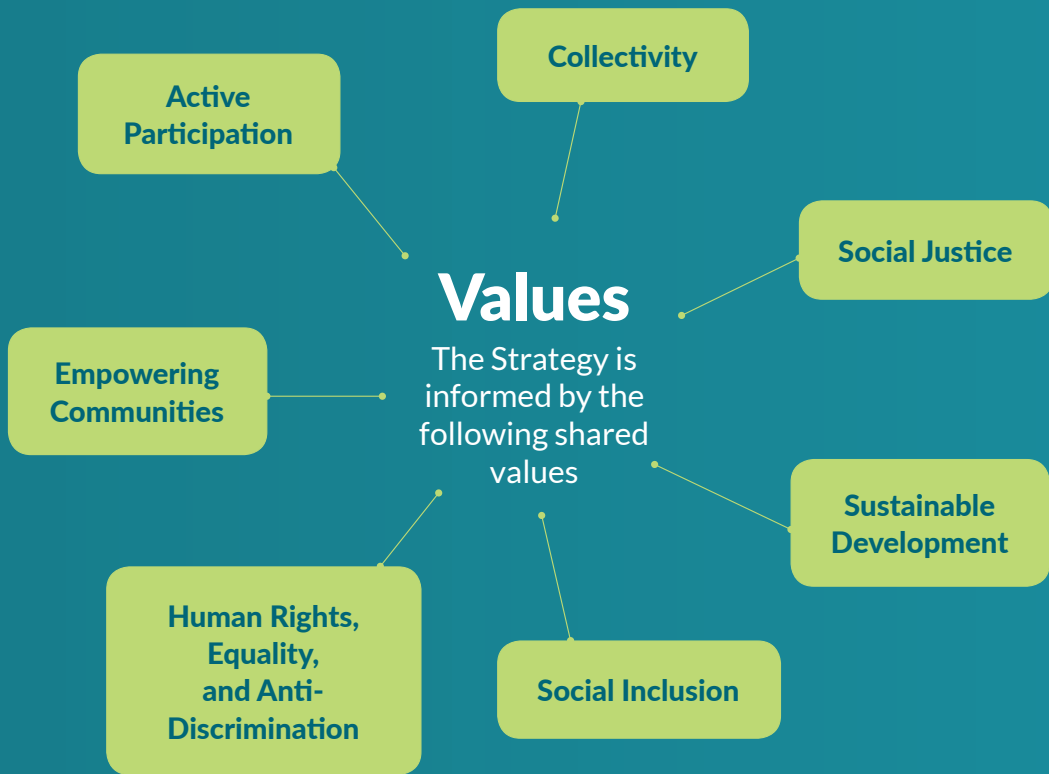 Collectivity
Active
Participation
Social Justice
Values
The Strategy is
informed by the
following shared
values
Empowering
Communities
Sustainable
Development
Human Rights,
Equality,
and Anti-
Discrimination
Social Inclusion